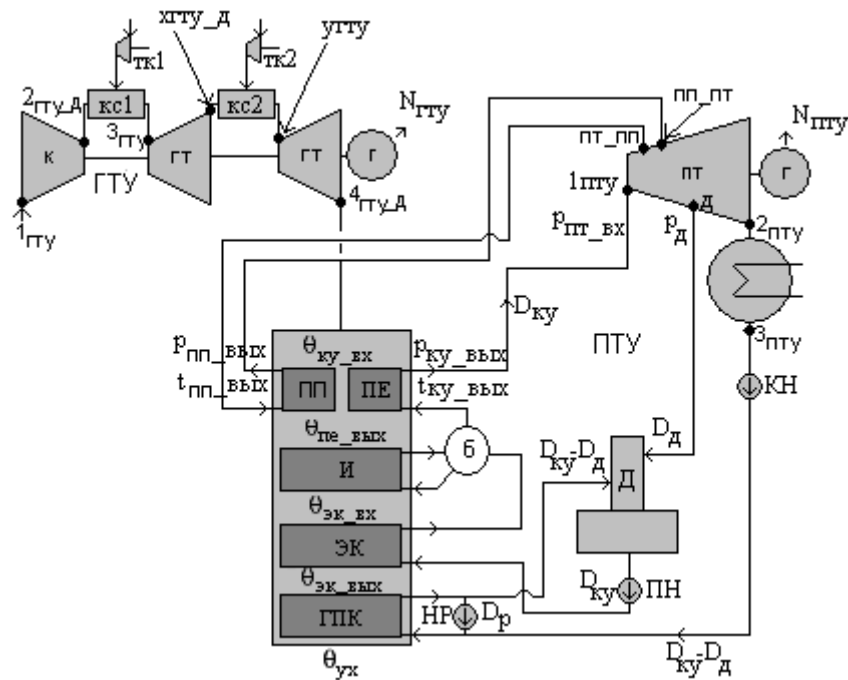 xгту_д
yгту
тк1
тк2
2гту_д
кс1
кс2
Nгту
3гту
к
гт
гт
г
ГТУ
1гту
4гту_д
пп_пт
Nпту
пт_пп
1пту
пт
г
pпт_вх
д
pд
2пту
Dку
ПТУ
3пту
pпп_вых
θку_вх
pку_вых
tпп_вых
ПП
ПЕ
tку_вых
КН
θпе_вых
б
Dку-Dд
Dд
И
Д
θэк_вх
ЭК
θэк_вых
Dку
ПН
ГПК
НР
Dр
θух
Dку-Dд